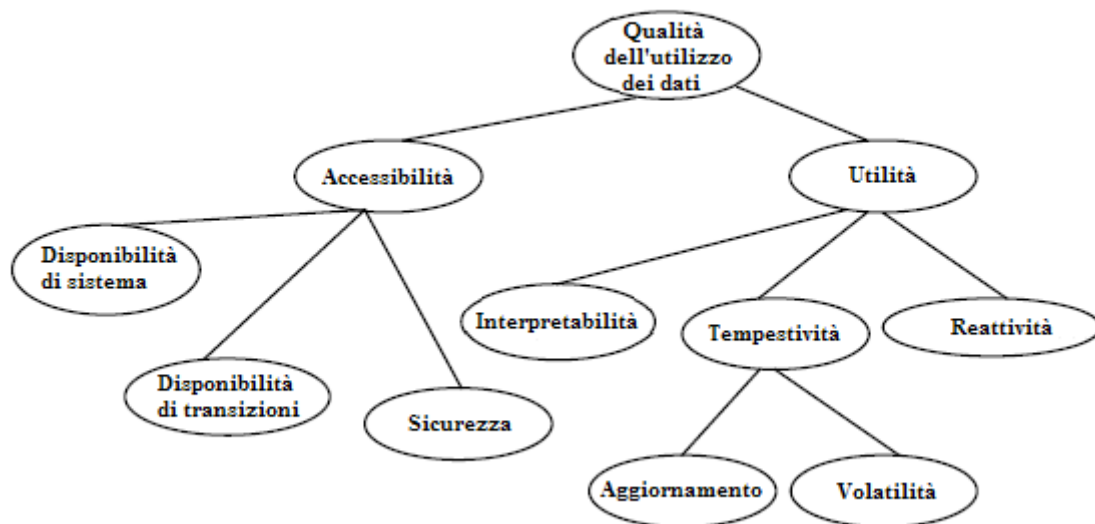 Qualità
dell'utilizzo
dei dati
Accessibilità
Utilità
Disponibilità
di sistema
Interpretabilità
Tempestività
Reattività
Disponibilità
di transizioni
Sicurezza
Aggiornamento
Volatilità